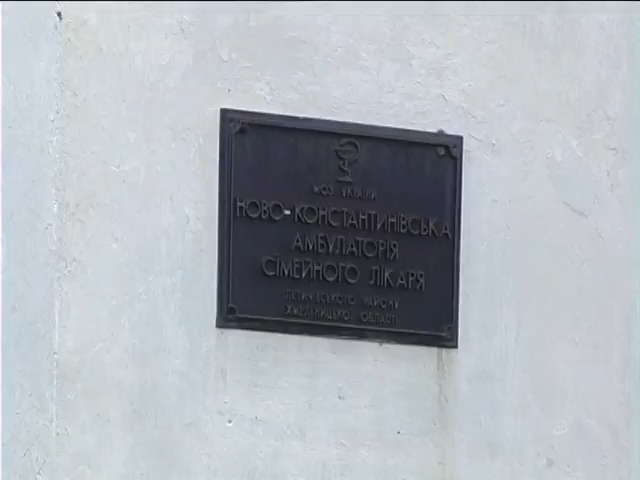 МОЗ УКРАЇНИ
НОВО-КОНСТАНТИНІВСЬКА
АМБУЛАТОРІЯ
СІМЕЙНОГО ЛІКАРЯ
ЛЕТИЧІВСЬКОГО РАЙОНУ
ХМЕЛЬНИЦЬКОЇ ОБЛАСТІ